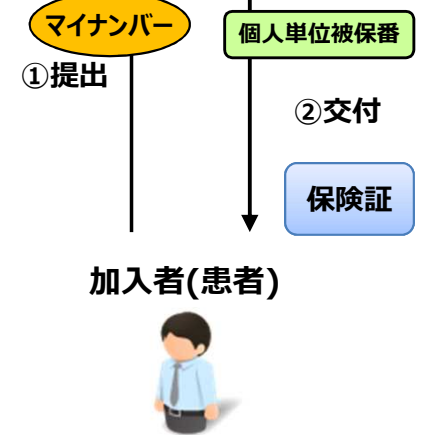 マイナンバー
個人単位被保番
①提出
②交付
保険証
加入者(患者)